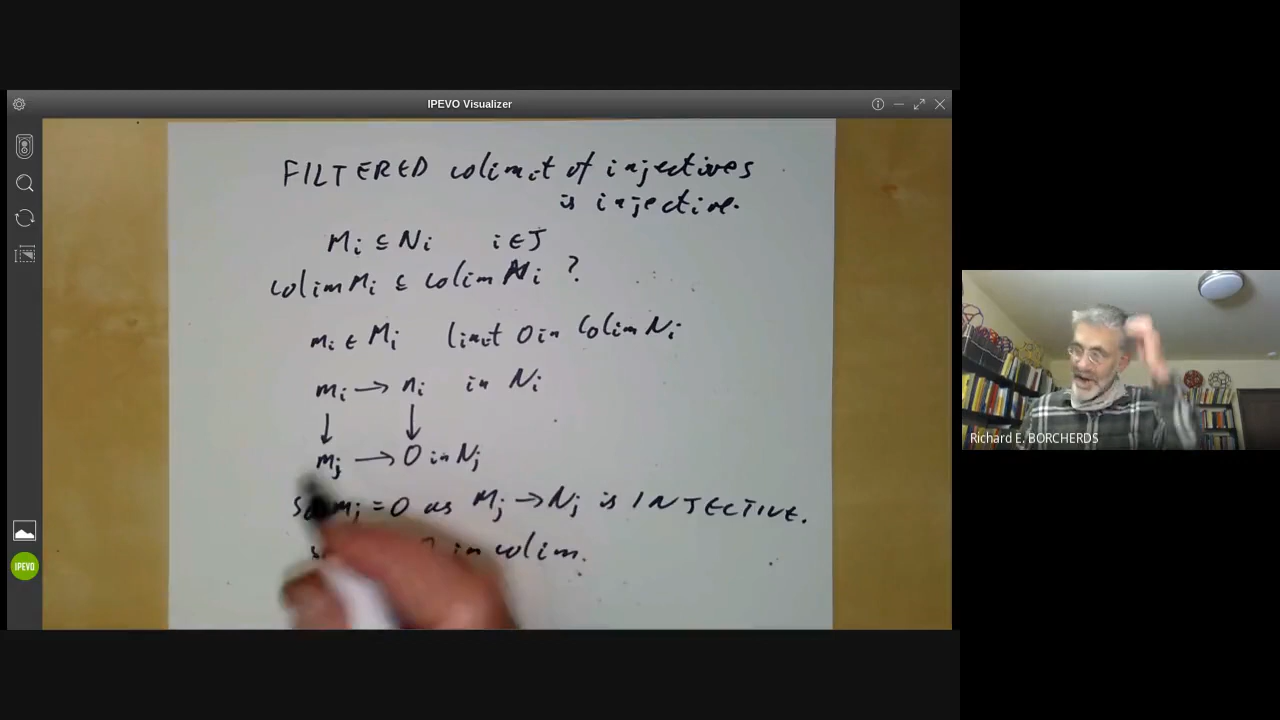 IPEVO Visualizer
FILTERED colimit of injectives
is injective.
Mi ⊆ Ni i ∈ J
colim Mi ⊆ colim Ni ?
mi ∈ Mi limit 0 in colim Ni
mi → ni in Ni
↓ ↓
mj → 0 in Nj
mj = 0 as Mj → Nj is INJECTIVE.
in colim.
IPEVO
Richard E. BORCHERDS